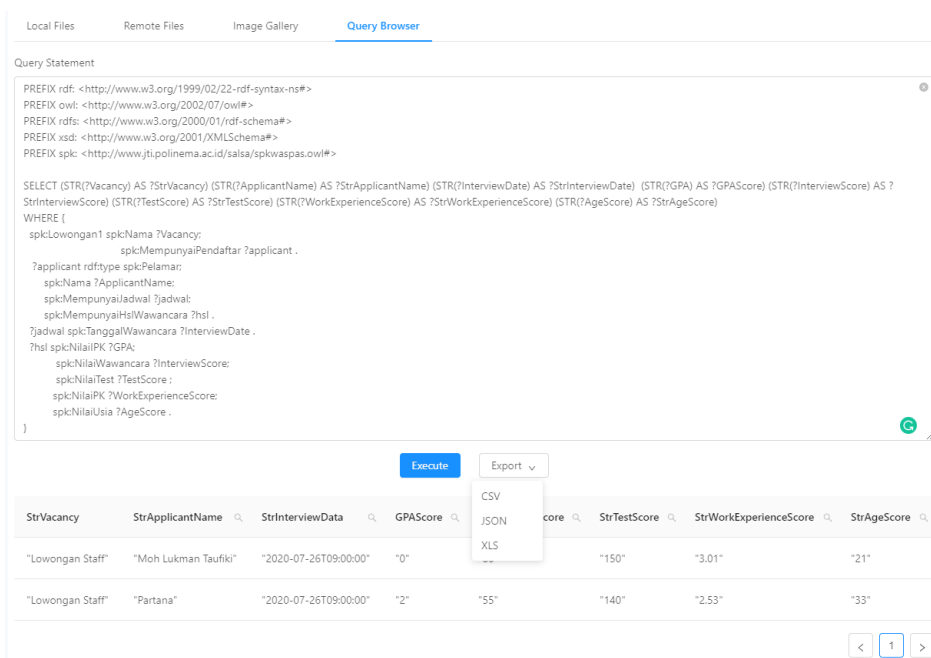 Local Files Remote Files Image Gallery Query Browser
Query Statement
PREFIX rdf: <http://www.w3.org/1999/02/22-rdf-syntax-ns#>
PREFIX owl: <http://www.w3.org/2002/07/owl#>
PREFIX rdfs: <http://www.w3.org/2000/01/rdf-schema#>
PREFIX xsd: <http://www.w3.org/2001/XMLSchema#>
PREFIX spk: <http://www.jti.polinema.ac.id/salsa/spkwaspas.owl#>
SELECT (STR(?Vacancy) AS ?StrVacancy) (STR(?ApplicantName) AS ?StrApplicantName) (STR(?InterviewDate) AS ?StrInterviewDate) (STR(?GPA) AS ?GPAScore) (STR(?InterviewScore) AS ?
StrInterviewScore) (STR(?TestScore) AS ?StrTestScore) (STR(?WorkExperienceScore) AS ?StrWorkExperienceScore) (STR(?AgeScore) AS ?StrAgeScore)
WHERE {
spk:Lowongan1 spk:Nama ?Vacancy;
spk:MempunyaiPendaftar ?applicant .
?applicant rdf:type spk:Pelamar;
spk:Nama ?ApplicantName;
spk:MempunyaiJadwal ?jadwal;
spk:MempunyaiHslWawancara ?hsl .
?jadwal spk:TanggalWawancara ?InterviewDate .
?hsl spk:NilaiIPK ?GPA;
spk:NilaiWawancara ?InterviewScore;
spk:NilaiTest ?TestScore ;
spk:NilaiPK ?WorkExperienceScore;
spk:NilaiUsia ?AgeScore .
}
Execute Export
CSV
JSON
XLS
StrVacancy StrApplicantName StrInterviewData GPAScore core StrTestScore StrWorkExperienceScore StrAgeScore
"Lowongan Staff" "Moh Lukman Taufiki" "2020-07-26T09:00:00" "0" "150" "3.01" "21"
"Lowongan Staff" "Partana" "2020-07-26T09:00:00" "2" "55" "140" "2.53" "33"
< 1 >